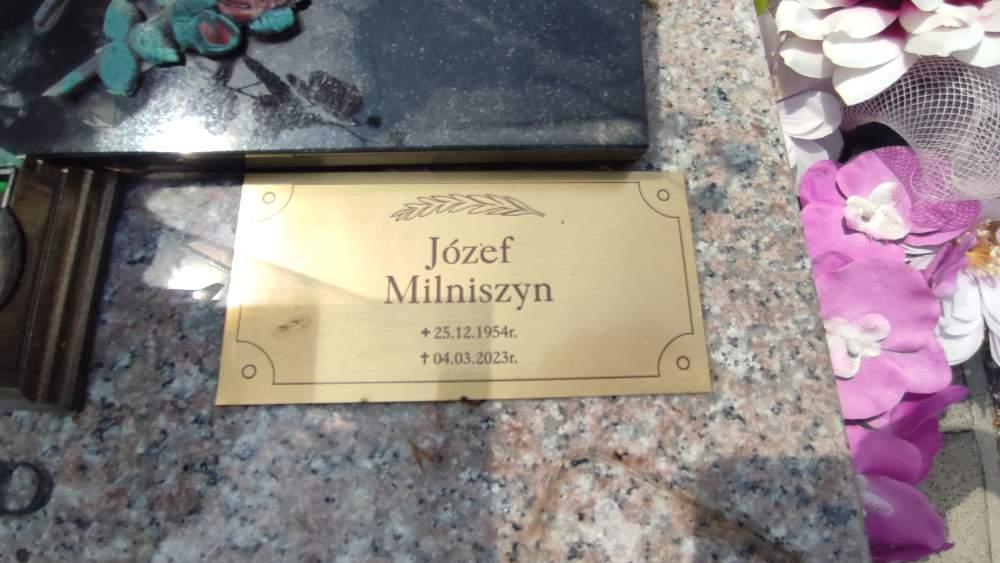 Józef
Milniszyn
+ 25.12.1954r.
† 04.03.2023r.